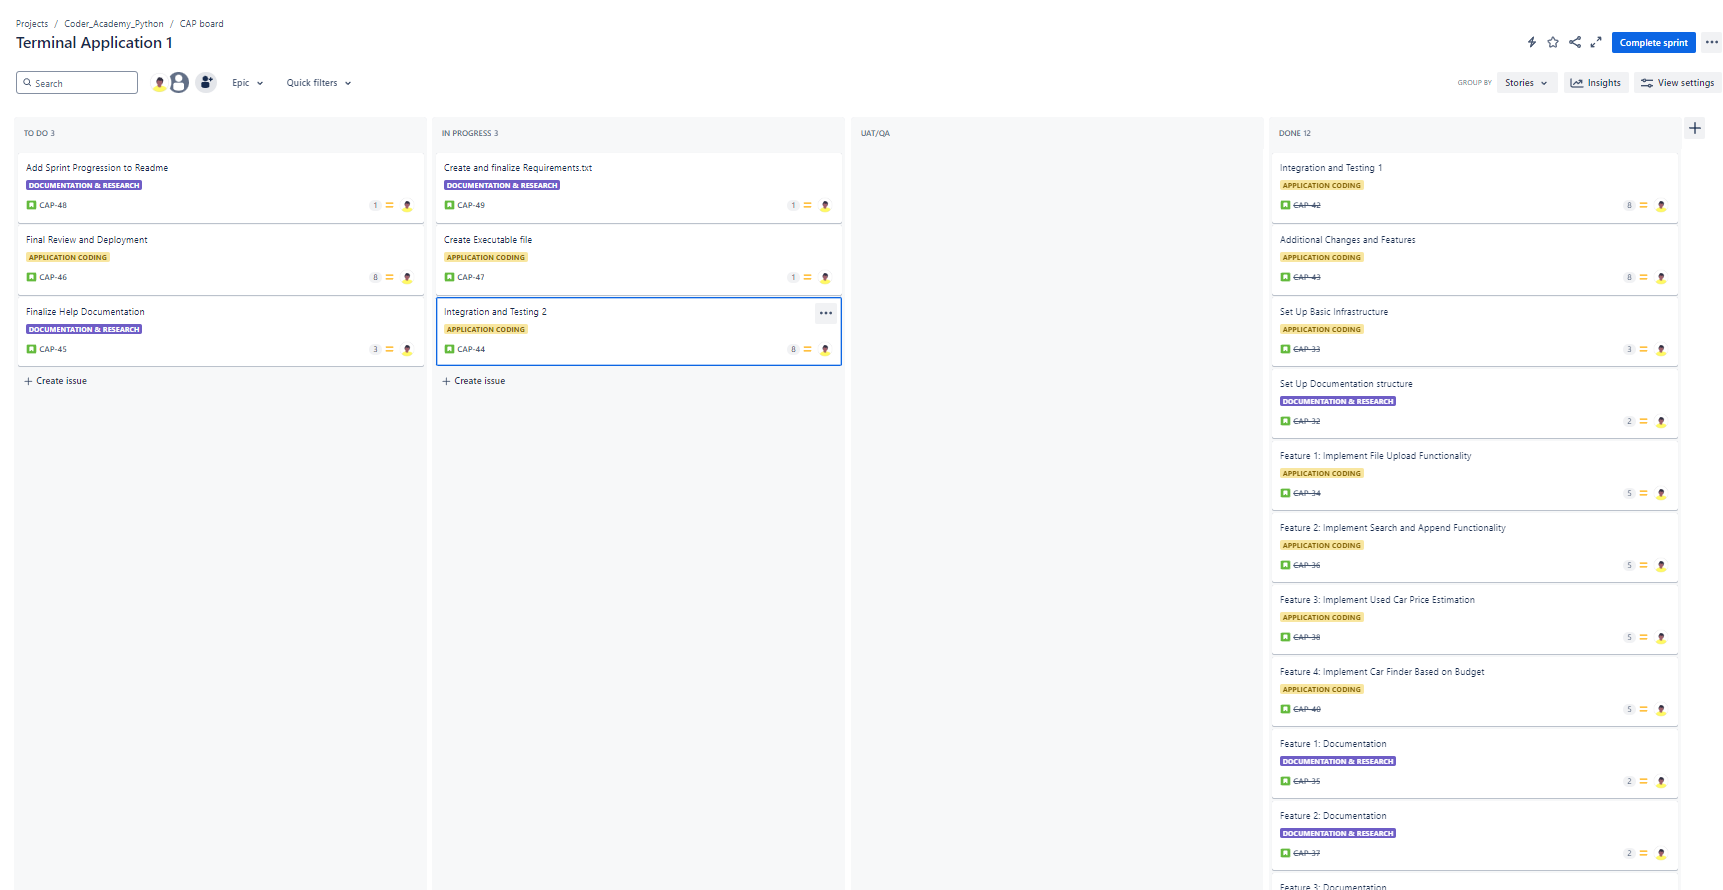 Projects / Coder_Academy_Python / CAP board
Terminal Application 1
Complete sprint
Search
Epic
Quick filters
GROUP BY
Stories
Insights
View settings
TO DO 3
Add Sprint Progression to Readme
DOCUMENTATION & RESEARCH
CAP-48
1
Final Review and Deployment
APPLICATION CODING
CAP-46
8
Finalize Help Documentation
DOCUMENTATION & RESEARCH
CAP-45
3
+ Create issue
IN PROGRESS 3
Create and finalize Requirements.txt
DOCUMENTATION & RESEARCH
CAP-49
1
Create Executable file
APPLICATION CODING
CAP-47
1
Integration and Testing 2
APPLICATION CODING
CAP-44
8
+ Create issue
UAT/QA
DONE 12
Integration and Testing 1
APPLICATION CODING
CAP-42
8
Additional Changes and Features
APPLICATION CODING
CAP-43
8
Set Up Basic Infrastructure
APPLICATION CODING
CAP-33
3
Set Up Documentation structure
DOCUMENTATION & RESEARCH
CAP-32
2
Feature 1: Implement File Upload Functionality
APPLICATION CODING
CAP-34
5
Feature 2: Implement Search and Append Functionality
APPLICATION CODING
CAP-36
5
Feature 3: Implement Used Car Price Estimation
APPLICATION CODING
CAP-38
5
Feature 4: Implement Car Finder Based on Budget
APPLICATION CODING
CAP-40
5
Feature 1: Documentation
DOCUMENTATION & RESEARCH
CAP-35
2
Feature 2: Documentation
DOCUMENTATION & RESEARCH
CAP-37
2
Feature 3: Documentation